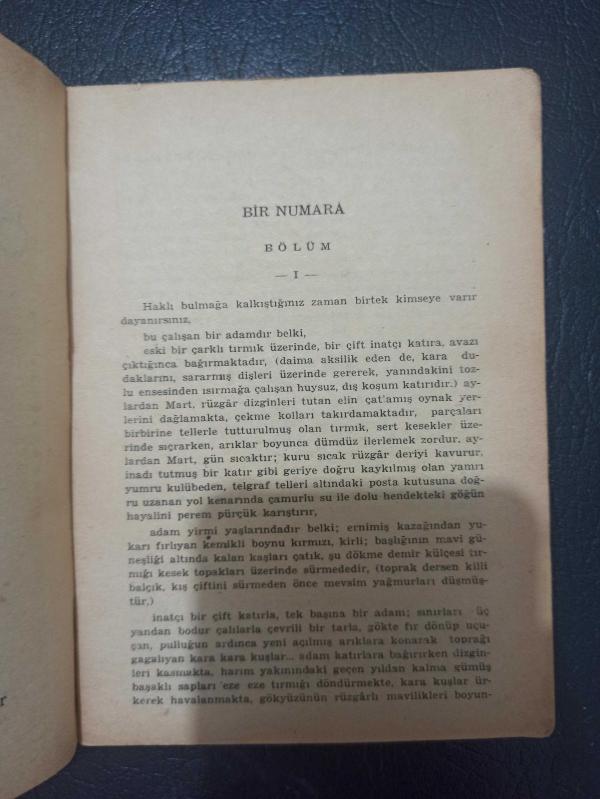 BİR NUMARA
BÖLÜM
— I —
Haklı bulmağa kalkıştığınız zaman birtek kimseye varır
dayanırsınız,
bu çalışan bir adamdır belki,
eski bir çarklı tırmık üzerinde, bir çift inatçı katıra, avazı
çıktığınca bağırmaktadır, (daima aksilik eden de, kara du-
daklarını, sararmış dişleri üzerinde gererek, yanındakini toz-
lu ensesinden ısırmağa çalışan huysuz, dış koşum katırıdır.) ay-
lardan Mart, rüzgâr dizginleri tutan elin çatlamış oynak yer-
lerini dağlamakta, çekme kolları takırdamaktadır, parçaları
birbirine tellerle tutturulmuş olan tırmık, sert kesekler üze-
rinde sıçrarken, arıklar boyunca dümdüz ilerlemek zordur. ay-
lardan Mart, gün sıcaktır; kuru sıcak rüzgâr deriyi kavurur,
inadı tutmuş bir katır gibi geriye doğru kaykılmış olan yamrı
yumru kulübeden, telgraf telleri altındaki posta kutusuna doğ-
ru uzanan yol kenarında çamurlu su ile dolu hendekteki göğün
hayalini perem pürçük karıştırır,
adam yirmi yaşlarındadır belki; ernimiş kazağından yu-
karı fırlıyan kemikli boynu kırmızı, kirli; başlığının mavi gü-
neşliği altında kalan kaşları çatık, şu dökme demir külçesi tır-
mığı kesek topakları üzerinde sürmededir, (toprak dersen killi
balçık, kış çiftini sürmeden önce mevsim yağmurları düşmüş-
tür.)
inatçı bir çift katırla, tek başına bir adam; sınırları üç
yandan bodur çalılarla çevrili bir tarla, gökte fır dönüp uçu-
şan, pulluğun ardınca yeni açılmış arıklara konarak toprağı
gagalıyan kara kara kuşlar... adam katırlara bağırırken dizgin-
leri kasmakta, harım yakınındaki geçen yıldan kalma gümüş
başaklı sapları eze eze tırmığı döndürmekte, kara kuşlar ür-
kerek havalanmakta, gökyüzünün rüzgârlı mavilikleri boyun-
r